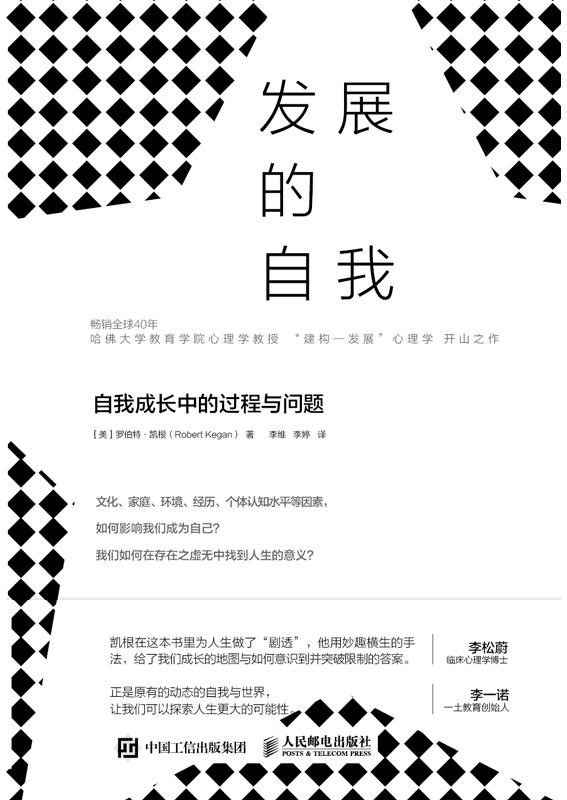 发展
的
自我
畅销全球40年
哈佛大学教育学院心理学教授 “建构—发展”心理学 开山之作
自我成长中的过程与问题
[美]罗伯特·凯根(Robert Kegan) 著 李维 李婷 译
文化、家庭、环境、经历、个体认知水平等因素，
如何影响我们成为自己？
我们如何在存在之虚无中找到人生的意义？
凯根在这本书里为人生做了“剧透”，他用妙趣横生的手
法，给了我们成长的地图与如何意识到并突破限制的答案。
李松蔚
临床心理学博士
正是原有的动态的自我与世界，
让我们可以探索人生更大的可能性。
李一诺
一土教育创始人
中国工信出版集团
人民邮电出版社
POSTS & TELECOM PRESS